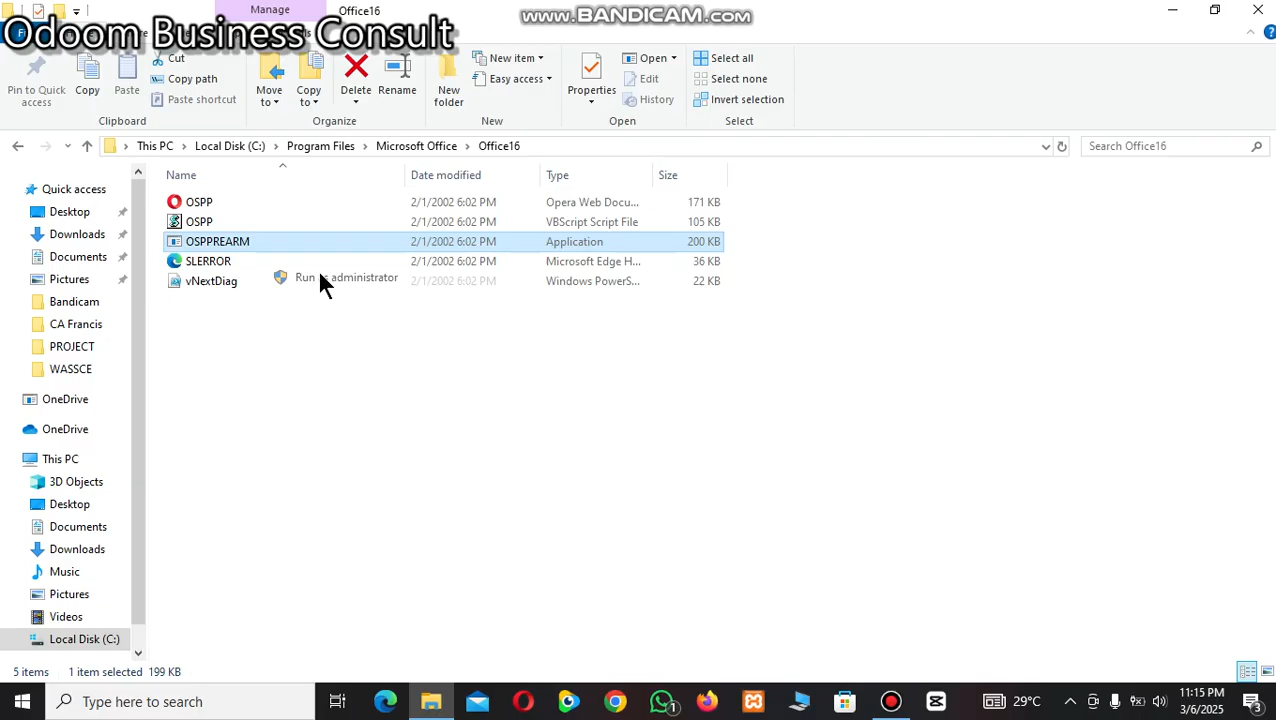 Manage
Office16
www.BANDICAM.com
Odoom Business Consult
Pin to Quick access
Copy
Paste
Cut
Copy path
Paste shortcut
Clipboard
Move to
Copy to
Delete
Rename
Organize
New folder
New item
Easy access
New
Properties
Open
Edit
History
Open
Select all
Select none
Invert selection
Select
This PC
Local Disk (C:)
Program Files
Microsoft Office
Office16
Search Office16
Name Date modified Type Size
OSPP 2/1/2002 6:02 PM Opera Web Docu... 171 KB
OSPP 2/1/2002 6:02 PM VBScript Script File 105 KB
OSPPREARM 2/1/2002 6:02 PM Application 200 KB
SLERROR 2/1/2002 6:02 PM Microsoft Edge H... 36 KB
vNextDiag 2/1/2002 6:02 PM Windows PowerS... 22 KB
Run administrator
Quick access
Desktop
Downloads
Documents
Pictures
Bandicam
CA Francis
PROJECT
WASSCE
OneDrive
OneDrive
This PC
3D Objects
Desktop
Documents
Downloads
Music
Pictures
Videos
Local Disk (C:)
5 items 1 item selected 199 KB
Type here to search
1
29°C
11:15 PM
3/6/2025
3